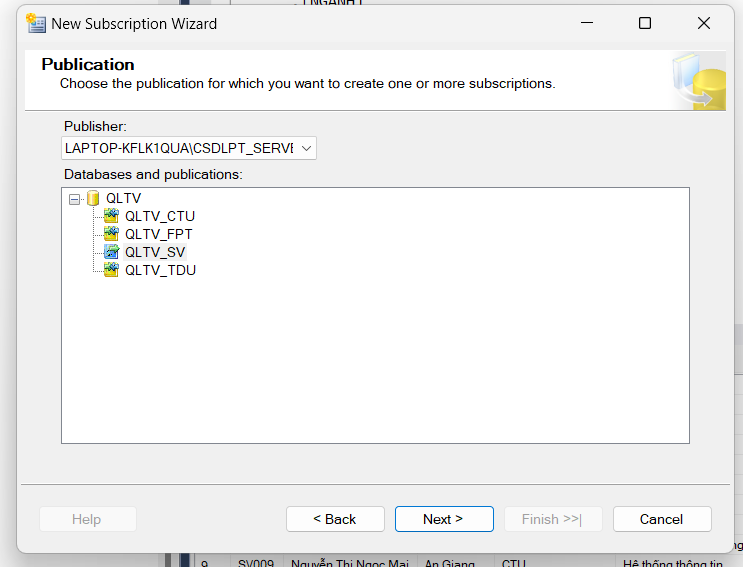 NGANH I
New Subscription Wizard
Publication
Choose the publication for which you want to create one or more subscriptions.
Publisher:
LAPTOP-KFLK1QUA\CSDLPT_SERVE
Databases and publications:
QLTV
QLTV_CTU
QLTV_FPT
QLTV_SV
QLTV_TDU
Help
< Back
Next >
Finish >>|
Cancel
9 SV009 Nguyễn Thị Ngọc Mai An Giang CTU Hệ thống thông tin